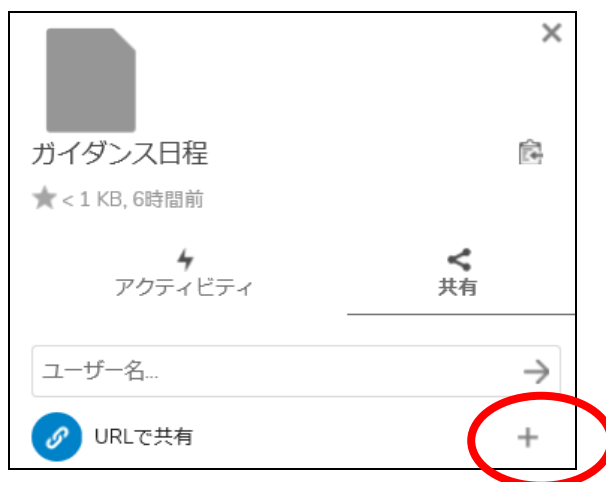 ガイダンス日程
★ < 1 KB, 6時間前
アクティビティ
共有
ユーザー名...
URLで共有